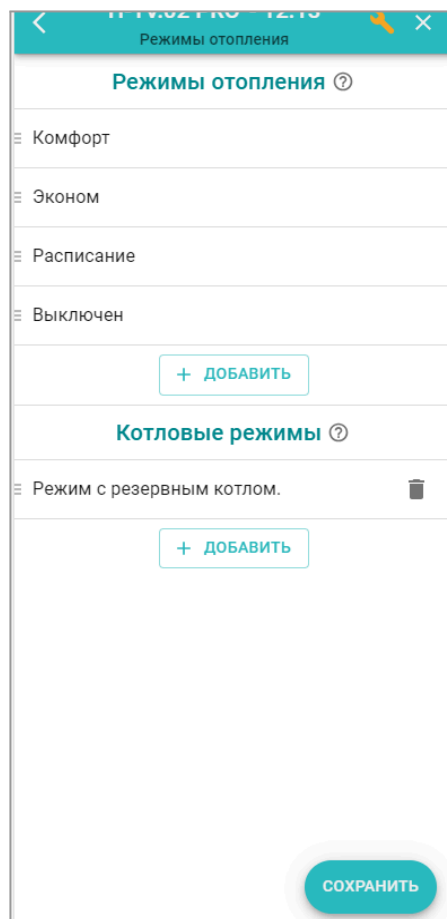 Режимы отопления
Режимы отопления
Комфорт
Эконом
Расписание
Выключен
+ ДОБАВИТЬ
Котловые режимы
Режим с резервным котлом.
+ ДОБАВИТЬ
СОХРАНИТЬ